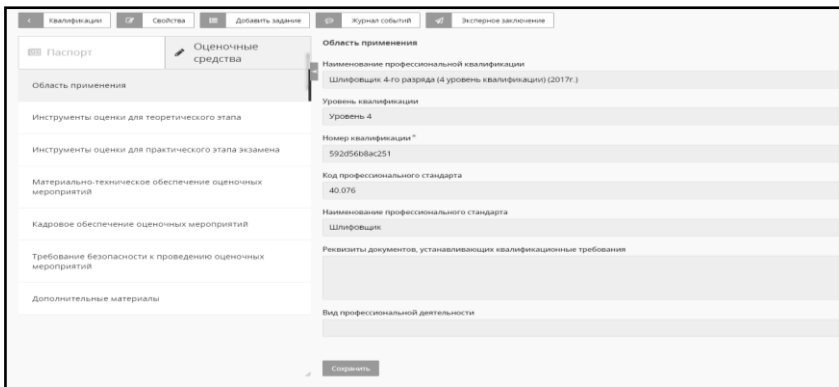 Квалификации
Свойства
Добавить задание
Журнал событий
Эксперное заключение
Паспорт
Оценочные
средства
Область применения
Инструменты оценки для теоретического этапа
Инструменты оценки для практического этапа экзамена
Материально-техническое обеспечение оценочных
мероприятий
Кадровое обеспечение оценочных мероприятий
Требование безопасности к проведению оценочных
мероприятий
Дополнительные материалы
Область применения
Наименование профессиональной квалификации
Шлифовщик 4-го разряда (4 уровень квалификации) (2017г.)
Уровень квалификации
Уровень 4
Номер квалификации *
592d56b8ac251
Код профессионального стандарта
40.076
Наименование профессионального стандарта
Шлифовщик
Реквизиты документов, устанавливающих квалификационные требования
Вид профессиональной деятельности
Сохранить